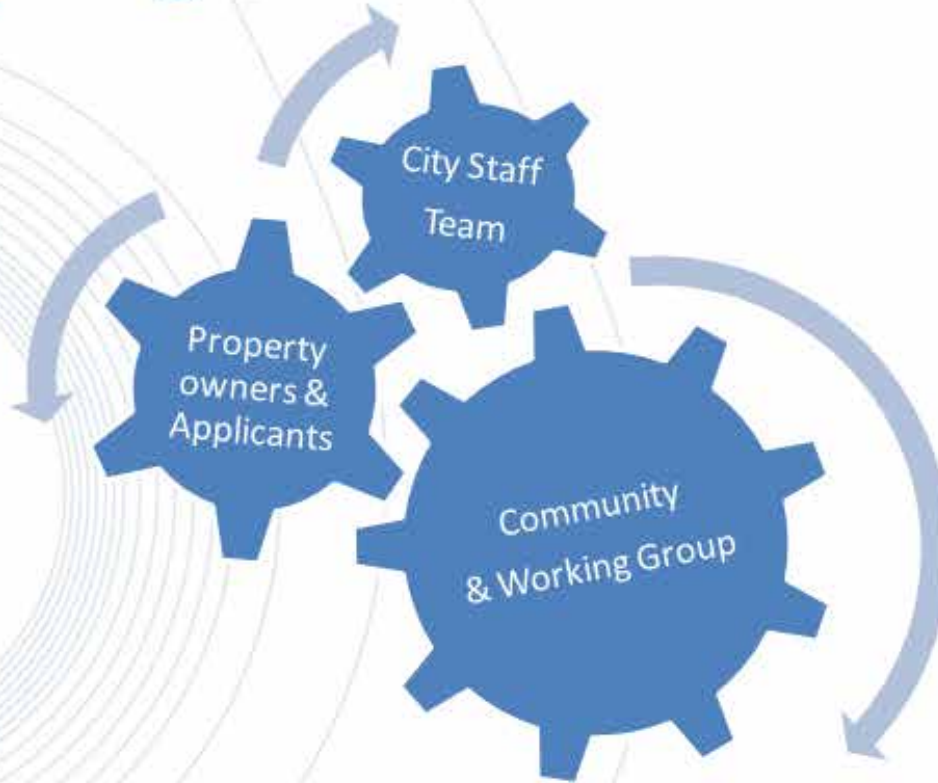 City Staff
Team
Property
owners &
Applicants
Community
& Working Group